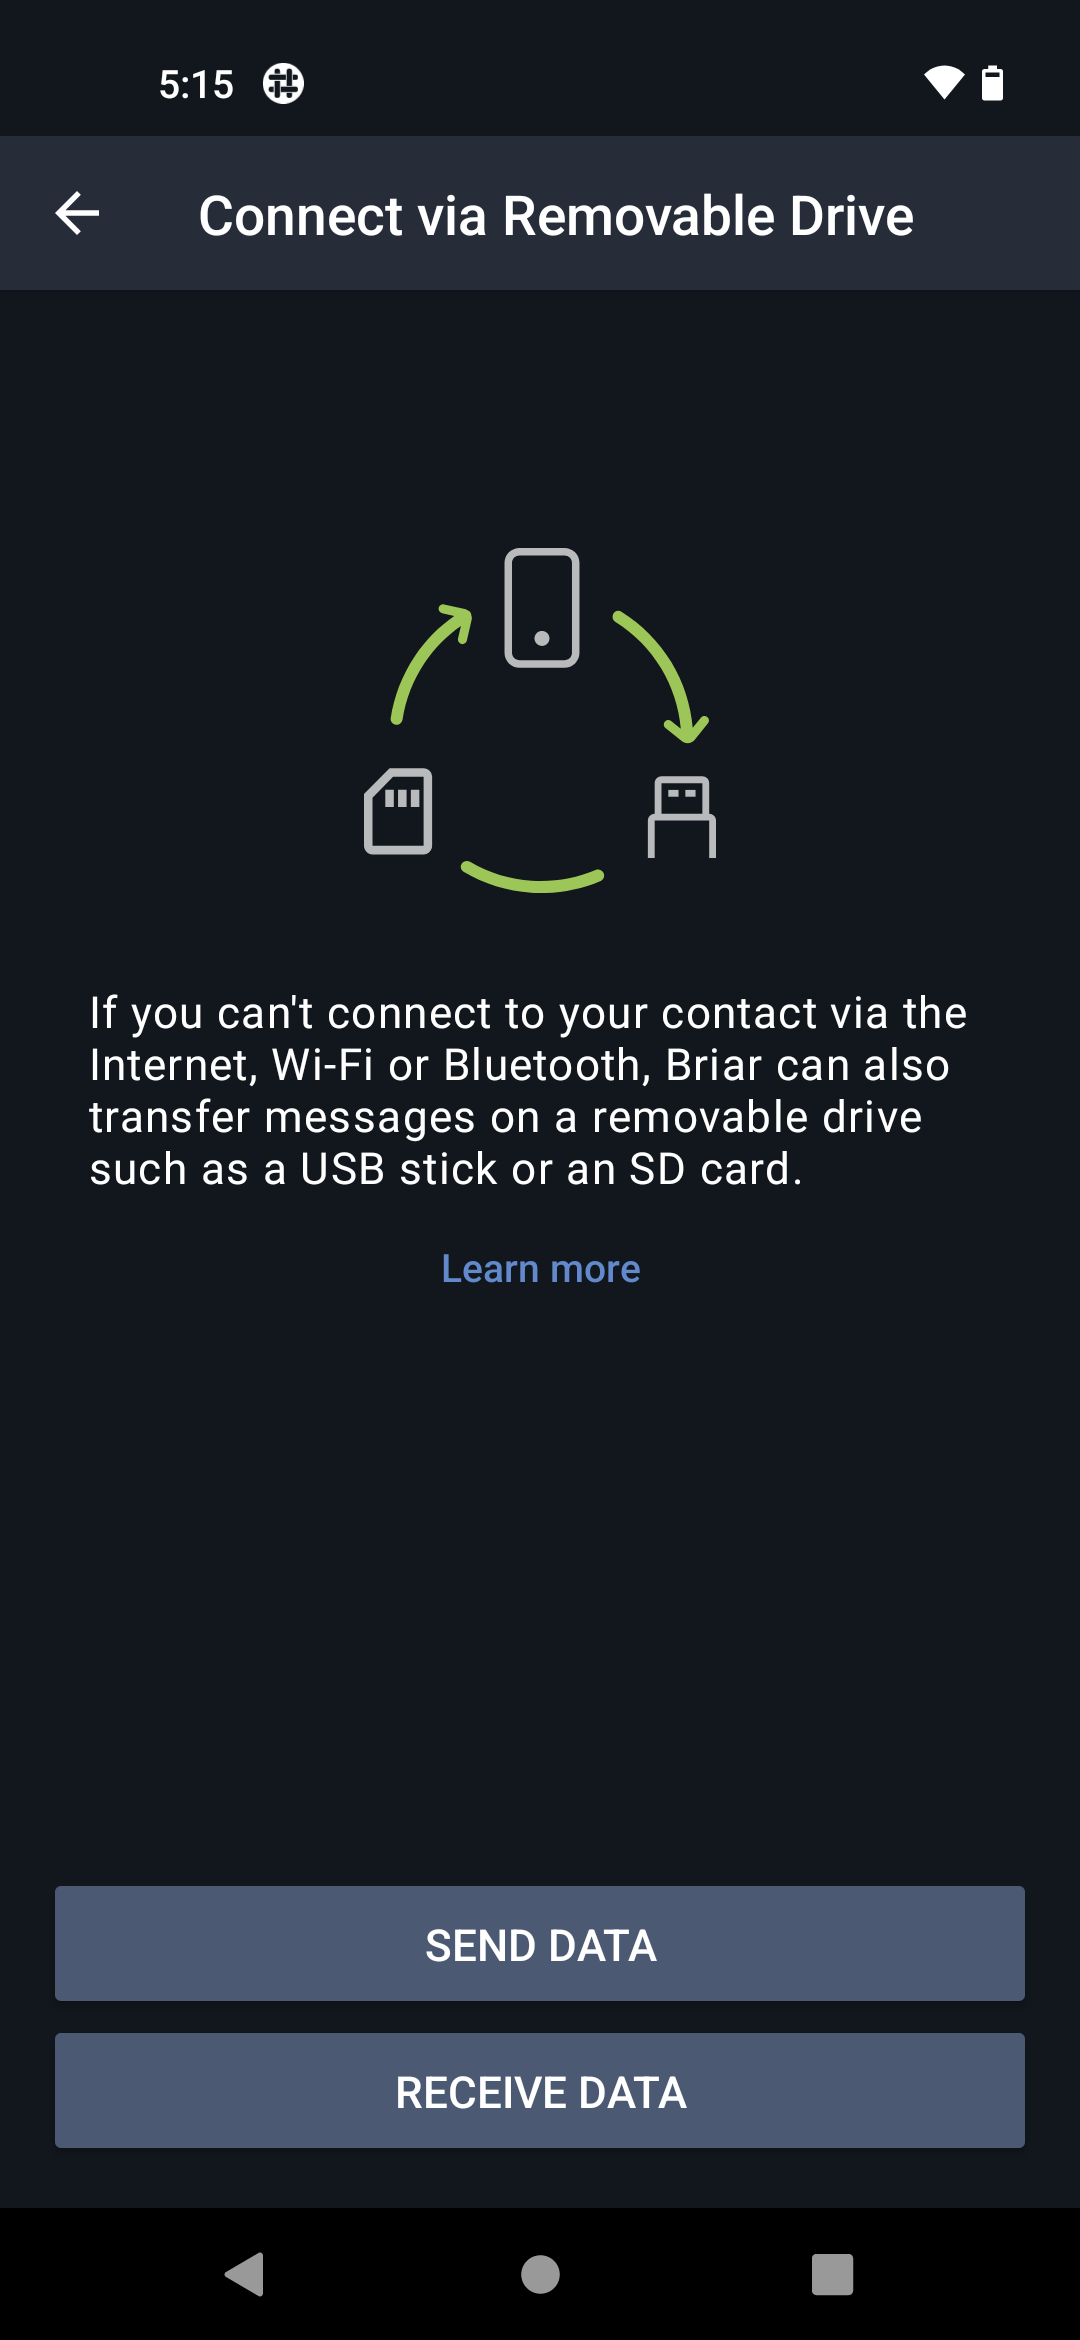 5:15
Connect via Removable Drive
If you can't connect to your contact via the
Internet, Wi-Fi or Bluetooth, Briar can also
transfer messages on a removable drive
such as a USB stick or an SD card.
Learn more
SEND DATA
RECEIVE DATA